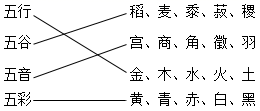 五行 稻、麦、黍、菽、稷
五谷 宫、商、角、徵、羽
五音 金、木、水、火、土
五彩 黄、青、赤、白、黑